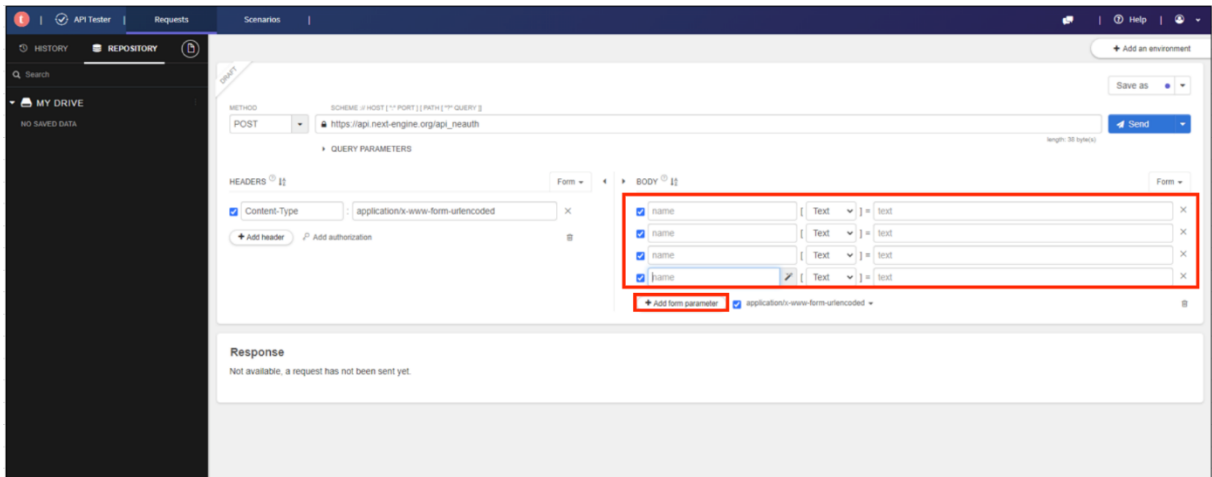 t | API Tester | Requests Scenarios | | Help |
HISTORY REPOSITORY
+ Add an environment
Search
DRAFT
Save as
MY DRIVE
NO SAVED DATA
METHOD SCHEME :// HOST [ ":" PORT ] [ PATH [ "?" QUERY ]]
POST https://api.next-engine.org/api_neauth Send
length: 38 byte(s)
QUERY PARAMETERS
HEADERS ? Form BODY ? Form
Content-Type : application/x-www-form-urlencoded × name [ Text ] = text ×
+ Add header Add authorization name [ Text ] = text ×
name [ Text ] = text ×
name [ Text ] = text ×
+ Add form parameter application/x-www-form-urlencoded
Response
Not available, a request has not been sent yet.